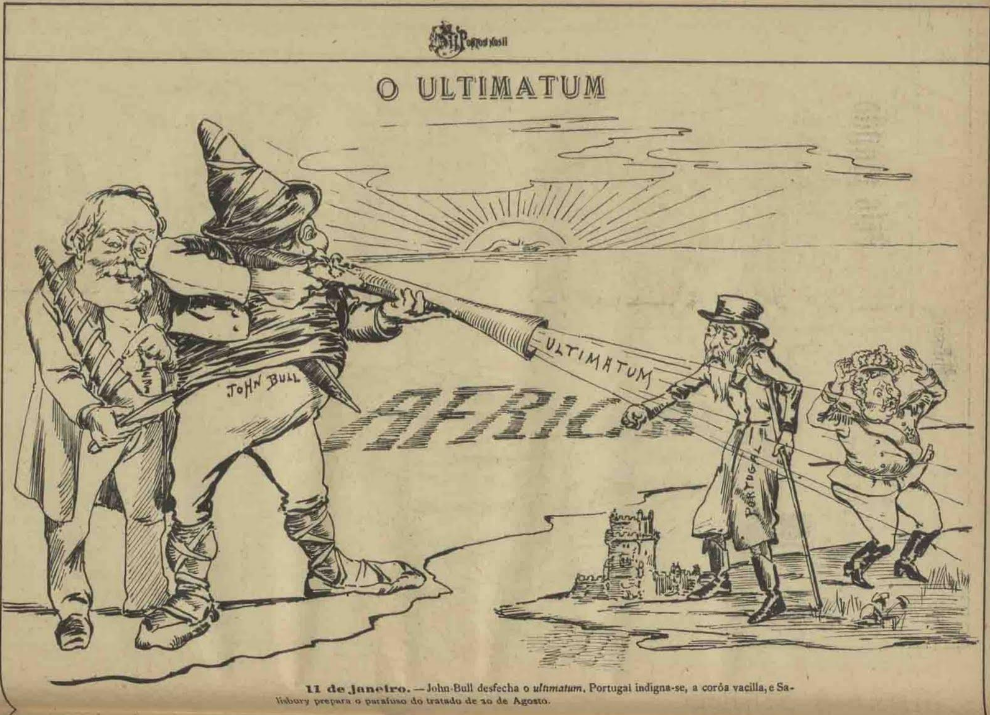 O ULTIMATUM
ULTIMATUM
JOHN BULL
AFRICA
PORTUGAL
11 de Janeiro. — John-Bull desfecha o ultimatum, Portugal indigna-se, a corôa vacilla, e Sa-
lisbury prepara o parafuso do tratado de 20 de Agosto.